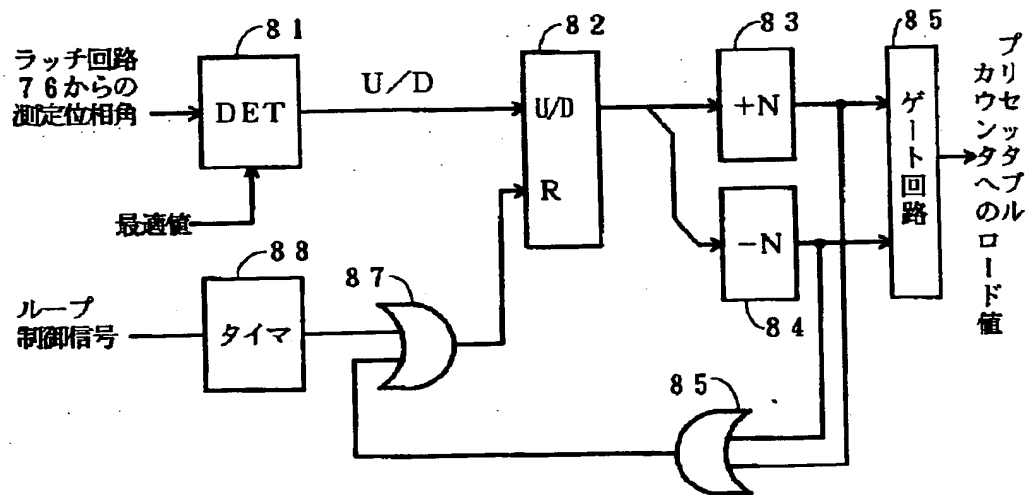 81
82
83
85
ラッチ回路
76からの
測定位相角
DET
U/D
U/D
R
+N
ゲート回路
プリセッタブル
カウンタへのロード値
最適値
-N
84
88
87
ループ
制御信号
タイマ
85